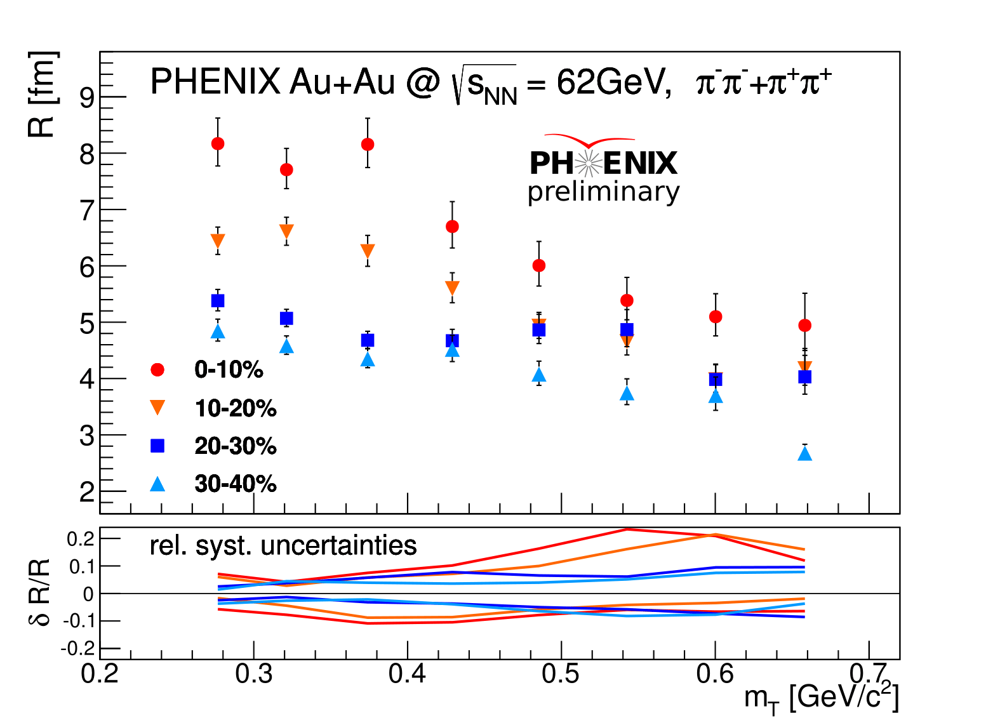 PHENIX Au+Au @ √sNN = 62GeV, π⁻π⁻+π⁺π⁺
R [fm]
PHENIX
preliminary
9
8
7
6
5
4
3
2
0-10%
10-20%
20-30%
30-40%
rel. syst. uncertainties
δ R/R
0.2
0.1
0
-0.1
-0.2
0.2 0.3 0.4 0.5 0.6 0.7
mT [GeV/c²]